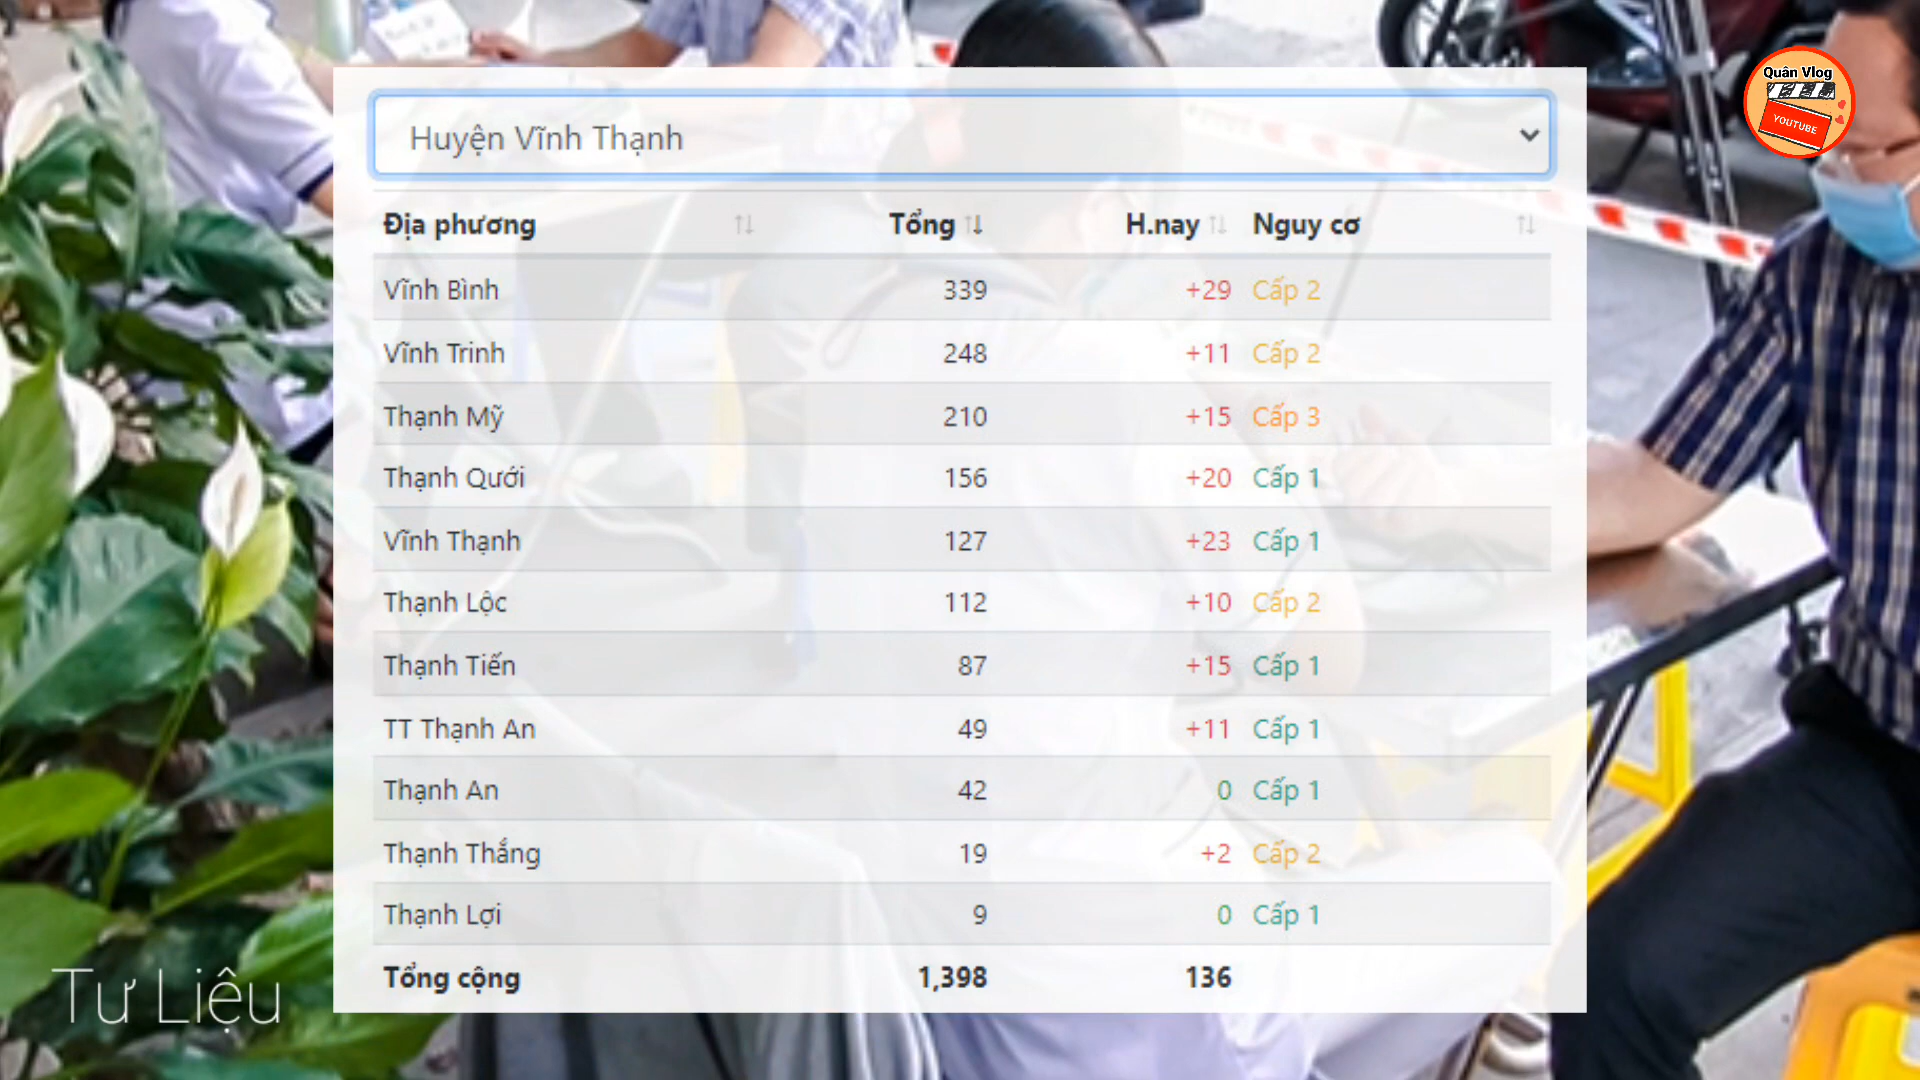 Quân Vlog
YOUTUBE
Huyện Vĩnh Thạnh
Địa phương Tổng H.nay Nguy cơ
Vĩnh Bình 339 +29 Cấp 2
Vĩnh Trinh 248 +11 Cấp 2
Thạnh Mỹ 210 +15 Cấp 3
Thạnh Qưới 156 +20 Cấp 1
Vĩnh Thạnh 127 +23 Cấp 1
Thạnh Lộc 112 +10 Cấp 2
Thạnh Tiến 87 +15 Cấp 1
TT Thạnh An 49 +11 Cấp 1
Thạnh An 42 0 Cấp 1
Thạnh Thắng 19 +2 Cấp 2
Thạnh Lợi 9 0 Cấp 1
Tổng cộng 1,398 136
Tư Liệu